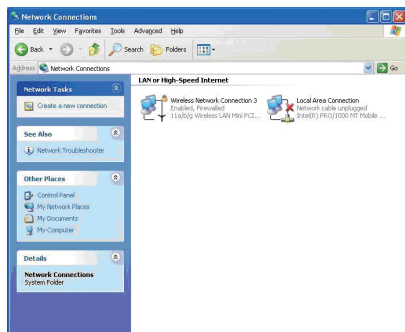 Network Connections
File Edit View Favorites Tools Advanced Help
Back Search Folders
Address Network Connections Go
Network Tasks
Create a new connection
See Also
Network Troubleshooter
Other Places
Control Panel
My Network Places
My Documents
My Computer
Details
Network Connections
System Folder
LAN or High-Speed Internet
Wireless Network Connection 3
Enabled, Firewalled
11a/b/g Wireless LAN Mini PCI...
Local Area Connection
Network cable unplugged
Intel(R) PRO/1000 MT Mobile ...